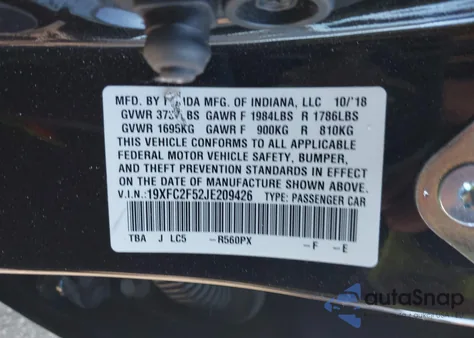 MFD. BY MFG. OF INDIANA, LLC 10/'18
GVWR GAWR F 1984LBS R 1786LBS
GVWR 1695KG GAWR F 900KG R 810KG
THIS VEHICLE CONFORMS TO ALL APPLICABLE
FEDERAL MOTOR VEHICLE SAFETY, BUMPER,
AND THEFT PREVENTION STANDARDS IN EFFECT
ON THE DATE OF MANUFACTURE SHOWN ABOVE.
V.I.N.:19XFC2F52JE209426 TYPE: PASSENGER CAR
TBA J LC5 -R560PX -F -E
autoSnap